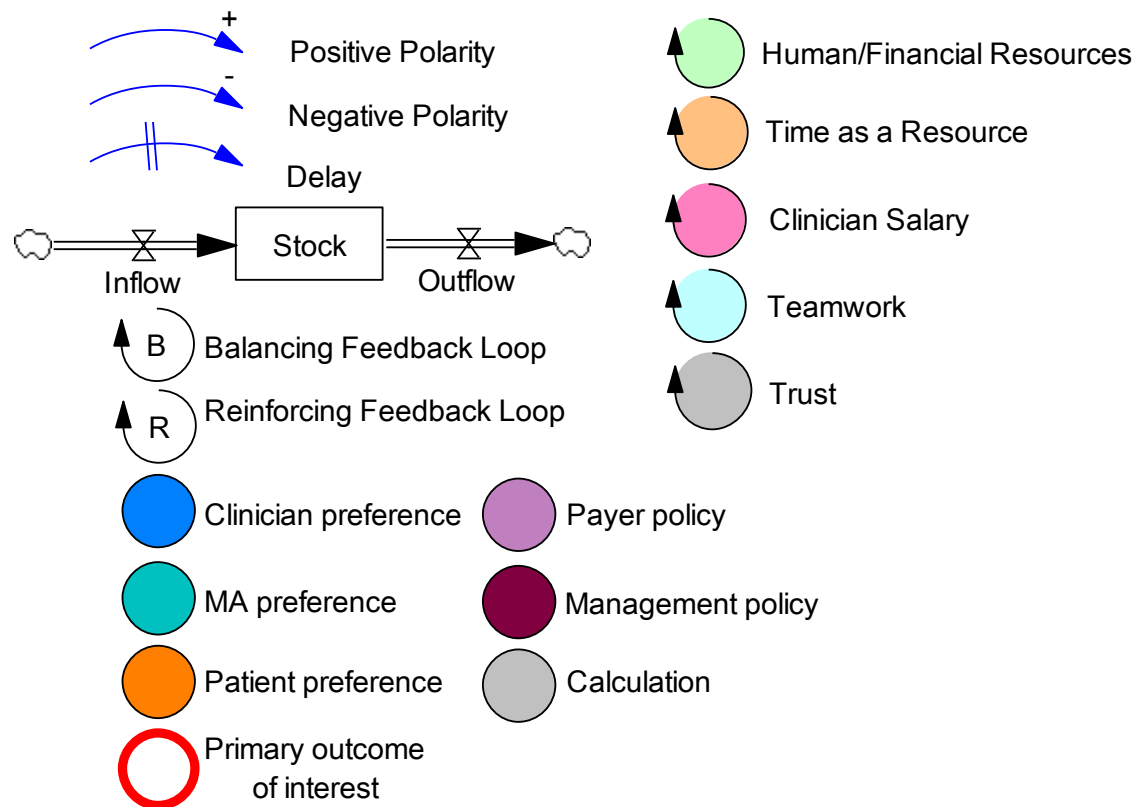 +
Positive Polarity
-
Negative Polarity
Delay
Stock
Inflow
Outflow
B
Balancing Feedback Loop
R
Reinforcing Feedback Loop
Clinician preference
MA preference
Patient preference
Primary outcome
of interest
Payer policy
Management policy
Calculation
Human/Financial Resources
Time as a Resource
Clinician Salary
Teamwork
Trust